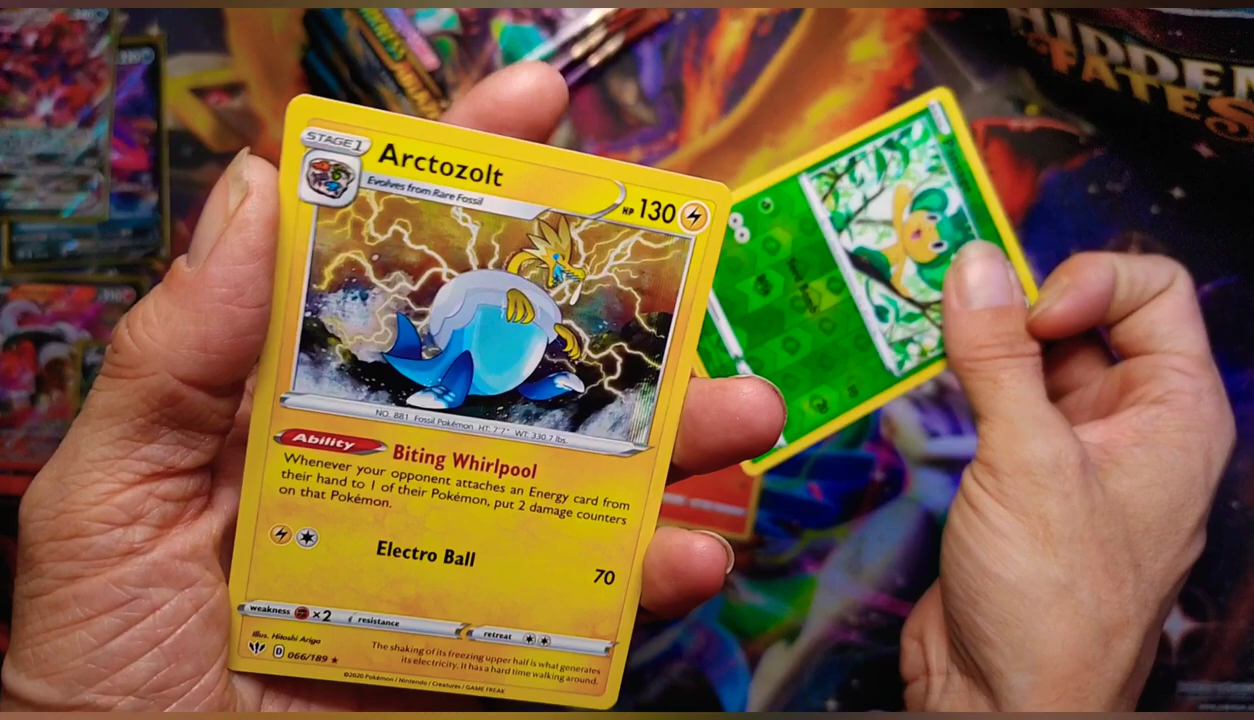 HIDDEN
FATES
STAGE 1
Arctozolt
Evolves from Rare Fossil
HP 130
NO. 881 Fossil Pokémon HT: 7'7" WT: 330.7 lbs.
Ability Biting Whirlpool
Whenever your opponent attaches an Energy card from
their hand to 1 of their Pokémon, put 2 damage counters
on that Pokémon.
Electro Ball
70
weakness ×2 resistance retreat
Illus. Hitoshi Ariga
D 066/189 ★
The shaking of its freezing upper half is what generates
its electricity. It has a hard time walking around.
©2020 Pokémon / Nintendo / Creatures / GAME FREAK